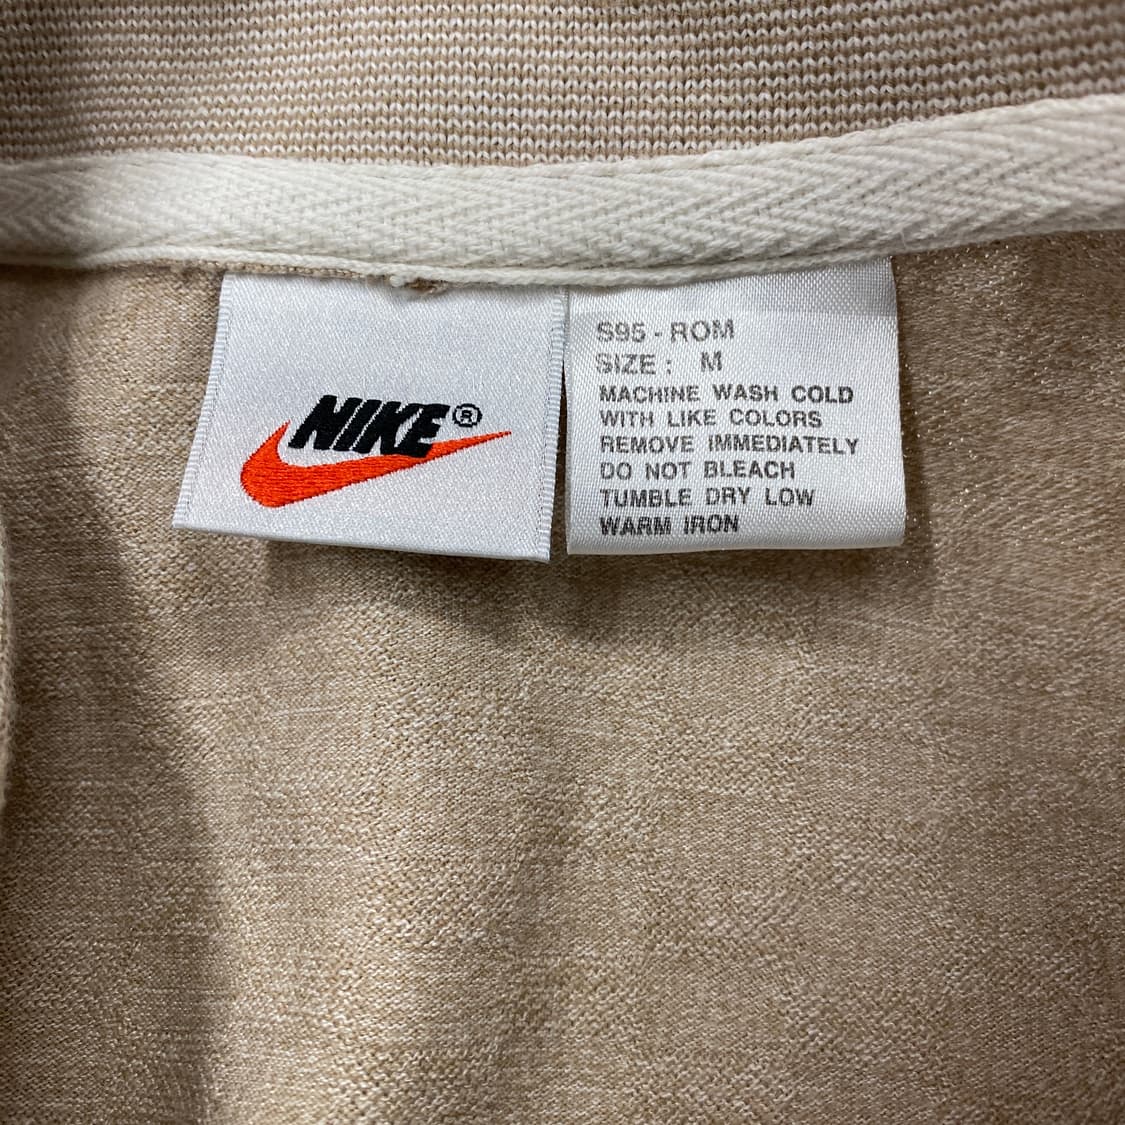 NIKE®
S95 - ROM
SIZE : M
MACHINE WASH COLD
WITH LIKE COLORS
REMOVE IMMEDIATELY
DO NOT BLEACH
TUMBLE DRY LOW
WARM IRON